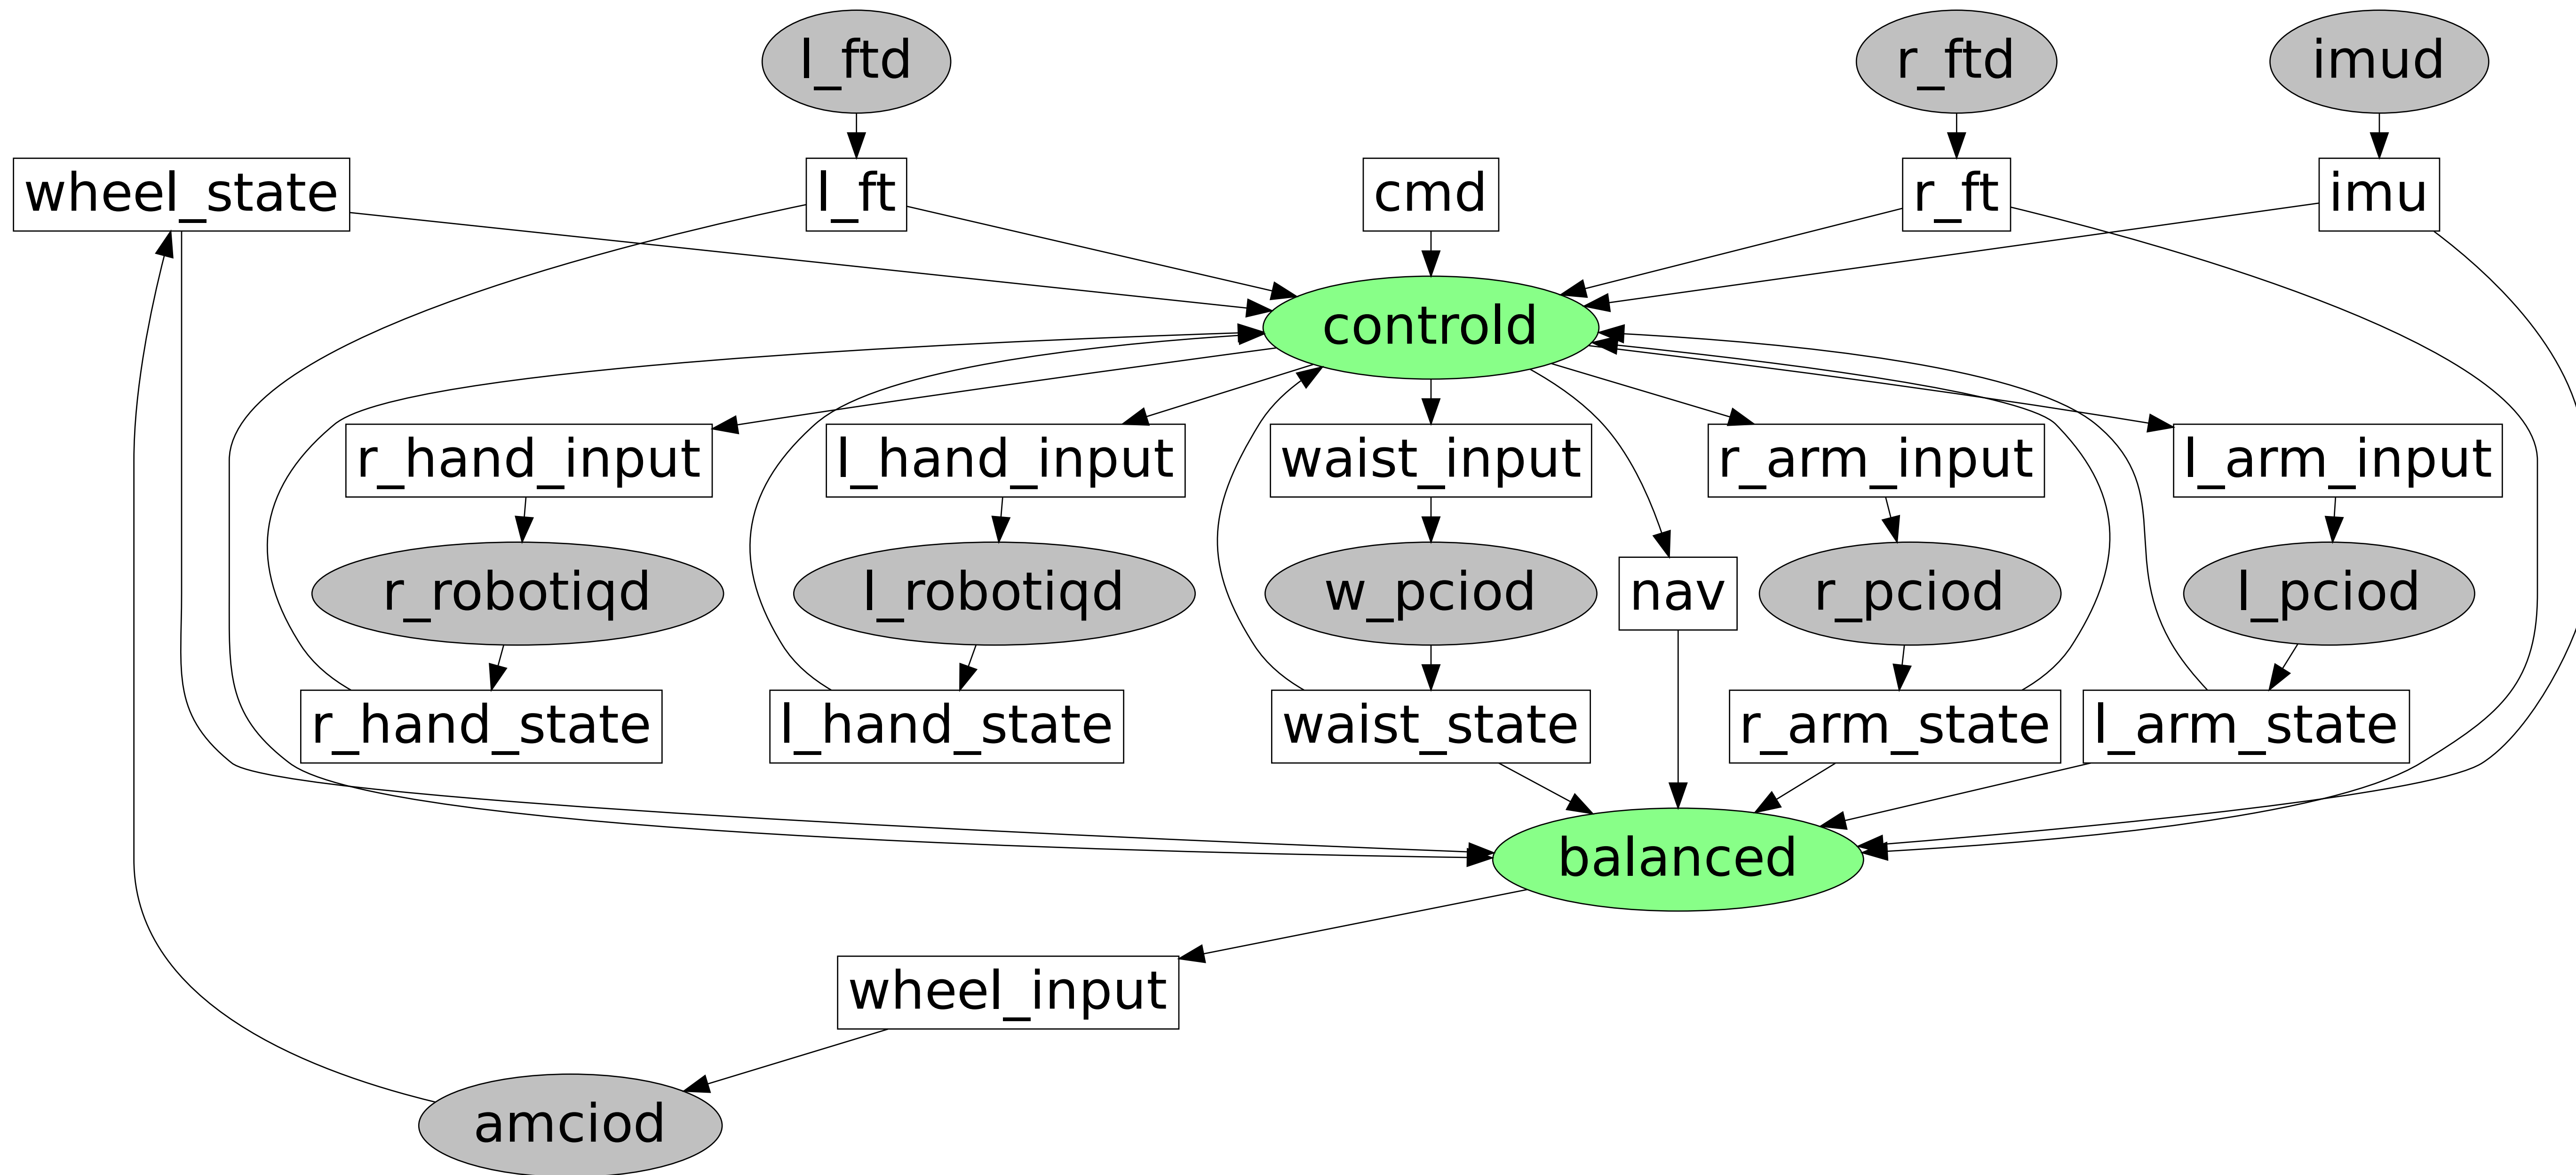 l_ftd
r_ftd
imud
wheel_state
l_ft
cmd
r_ft
imu
controld
r_hand_input
l_hand_input
waist_input
r_arm_input
l_arm_input
r_robotiqd
l_robotiqd
w_pciod
nav
r_pciod
l_pciod
r_hand_state
l_hand_state
waist_state
r_arm_state
l_arm_state
balanced
wheel_input
amciod